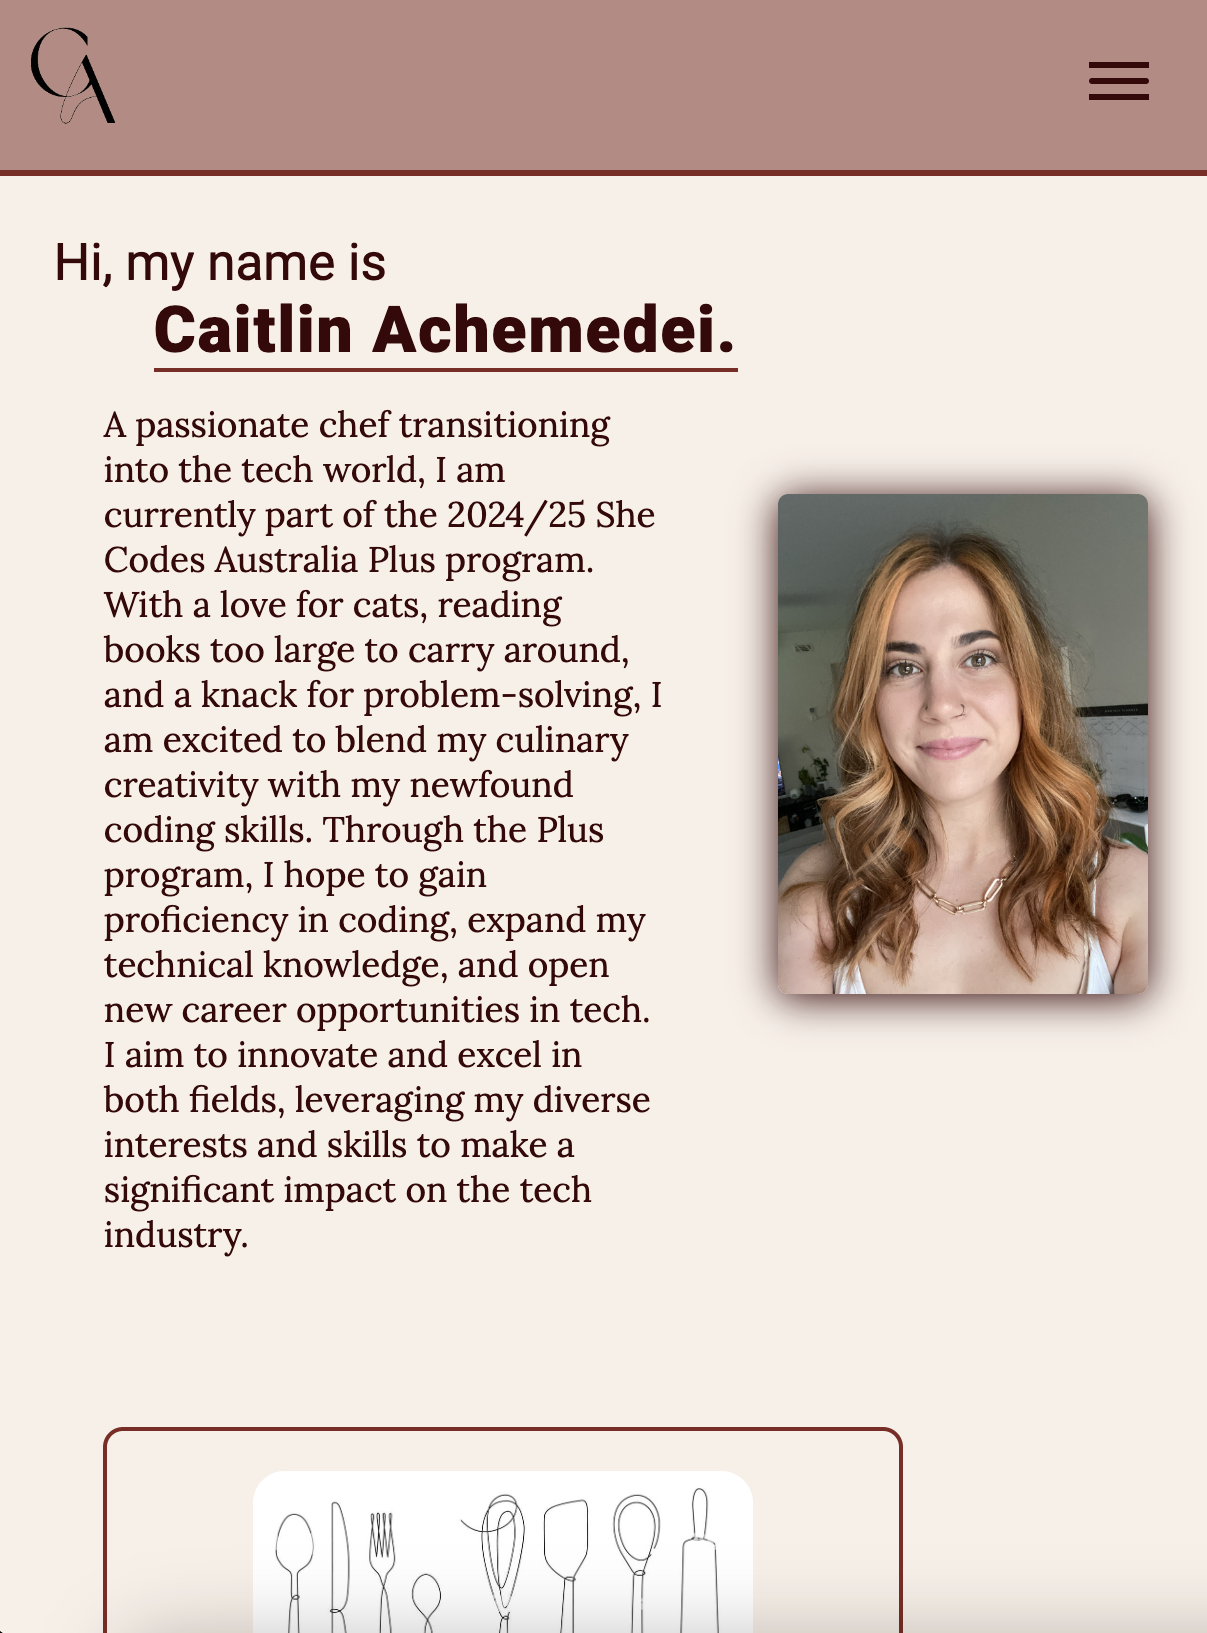 CA
Hi, my name is
Caitlin Achemedei.
A passionate chef transitioning
into the tech world, I am
currently part of the 2024/25 She
Codes Australia Plus program.
With a love for cats, reading
books too large to carry around,
and a knack for problem-solving, I
am excited to blend my culinary
creativity with my newfound
coding skills. Through the Plus
program, I hope to gain
proficiency in coding, expand my
technical knowledge, and open
new career opportunities in tech.
I aim to innovate and excel in
both fields, leveraging my diverse
interests and skills to make a
significant impact on the tech
industry.